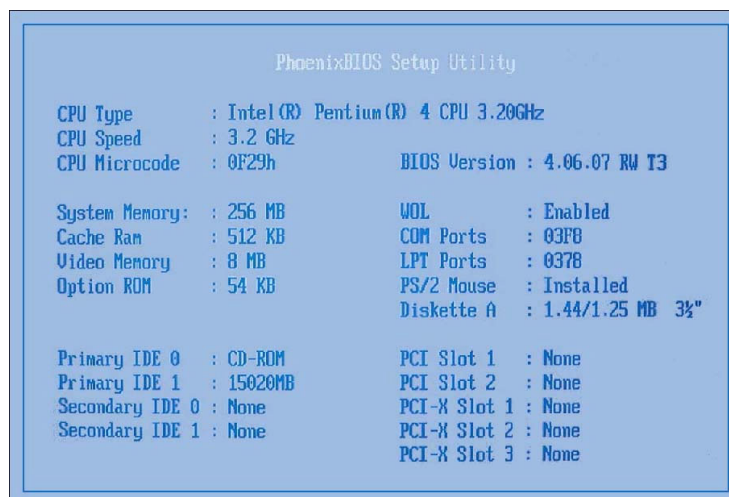 PhoenixBIOS Setup Utility
CPU Type : Intel(R) Pentium(R) 4 CPU 3.20GHz
CPU Speed : 3.2 GHz
CPU Microcode : 0F29h BIOS Version : 4.06.07 RW T3
System Memory: : 256 MB WOL : Enabled
Cache Ram : 512 KB COM Ports : 03F8
Video Memory : 8 MB LPT Ports : 0378
Option ROM : 54 KB PS/2 Mouse : Installed
Diskette A : 1.44/1.25 MB 3½"
Primary IDE 0 : CD-ROM PCI Slot 1 : None
Primary IDE 1 : 15020MB PCI Slot 2 : None
Secondary IDE 0 : None PCI-X Slot 1 : None
Secondary IDE 1 : None PCI-X Slot 2 : None
PCI-X Slot 3 : None